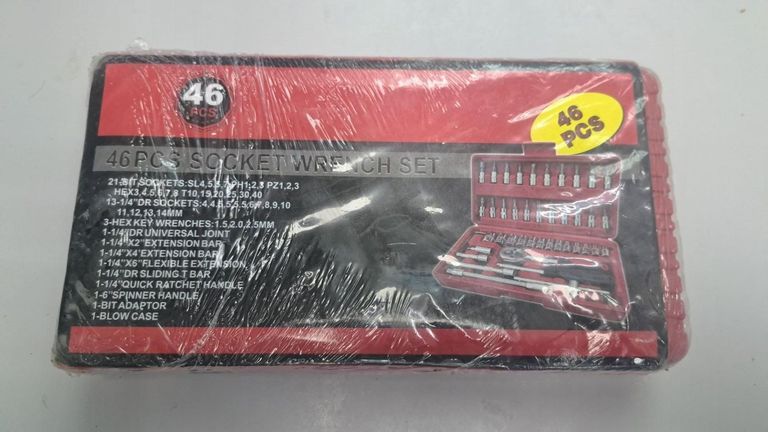 46
PCS
46
PCS
46 PCS SOCKET WRENCH SET
21-BIT SOCKETS:SL4,5.5,7 PH1,2,3 PZ1,2,3
HEX3,4,5,6,7,8 T10,15,20,25,30,40
13-1/4"DR SOCKETS:4,4.5,5,5.5,6,7,8,9,10
11,12,13,14MM
3-HEX KEY WRENCHES:1.5,2.0,2.5MM
1-1/4"DR UNIVERSAL JOINT
1-1/4"X2"EXTENSION BAR
1-1/4"X4"EXTENSION BAR
1-1/4"X6"FLEXIBLE EXTENSION
1-1/4"DR SLIDING T BAR
1-1/4"QUICK RATCHET HANDLE
1-6"SPINNER HANDLE
1-BIT ADAPTOR
1-BLOW CASE